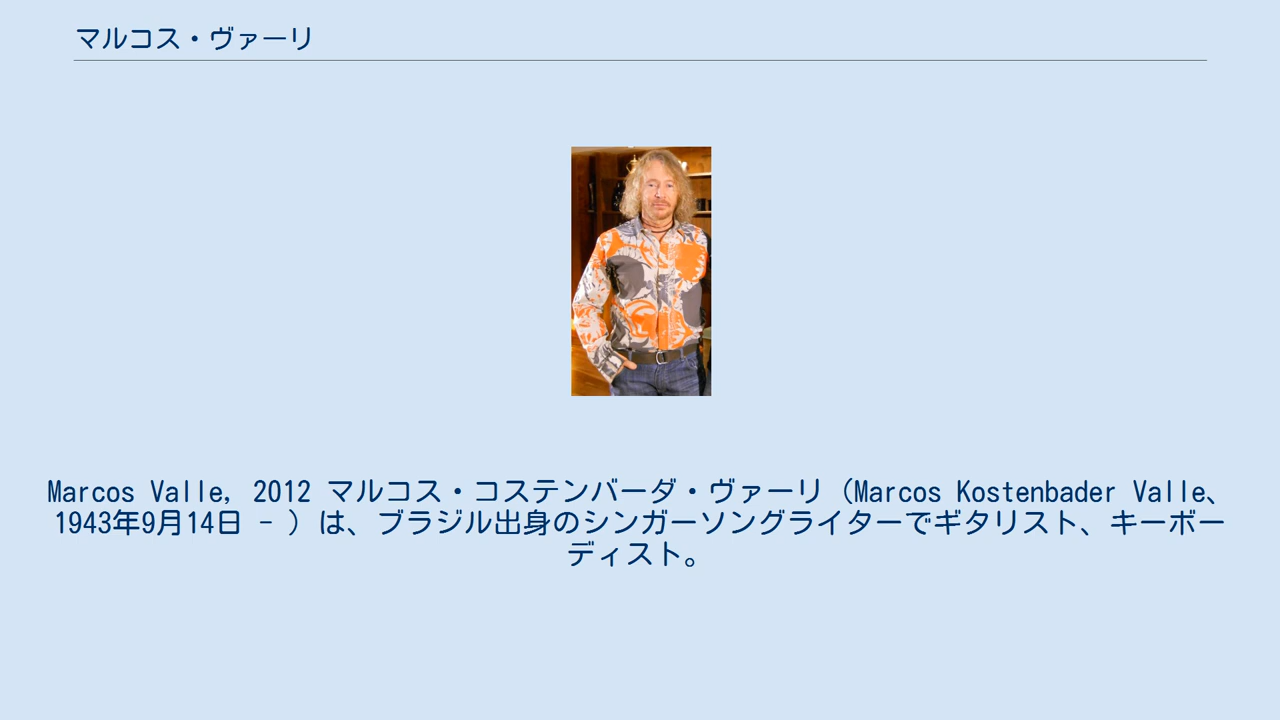 マルコス・ヴァーリ
Marcos Valle, 2012 マルコス・コステンバーダ・ヴァーリ（Marcos Kostenbader Valle、
1943年9月14日 - ）は、ブラジル出身のシンガーソングライターでギタリスト、キーボー
ディスト。